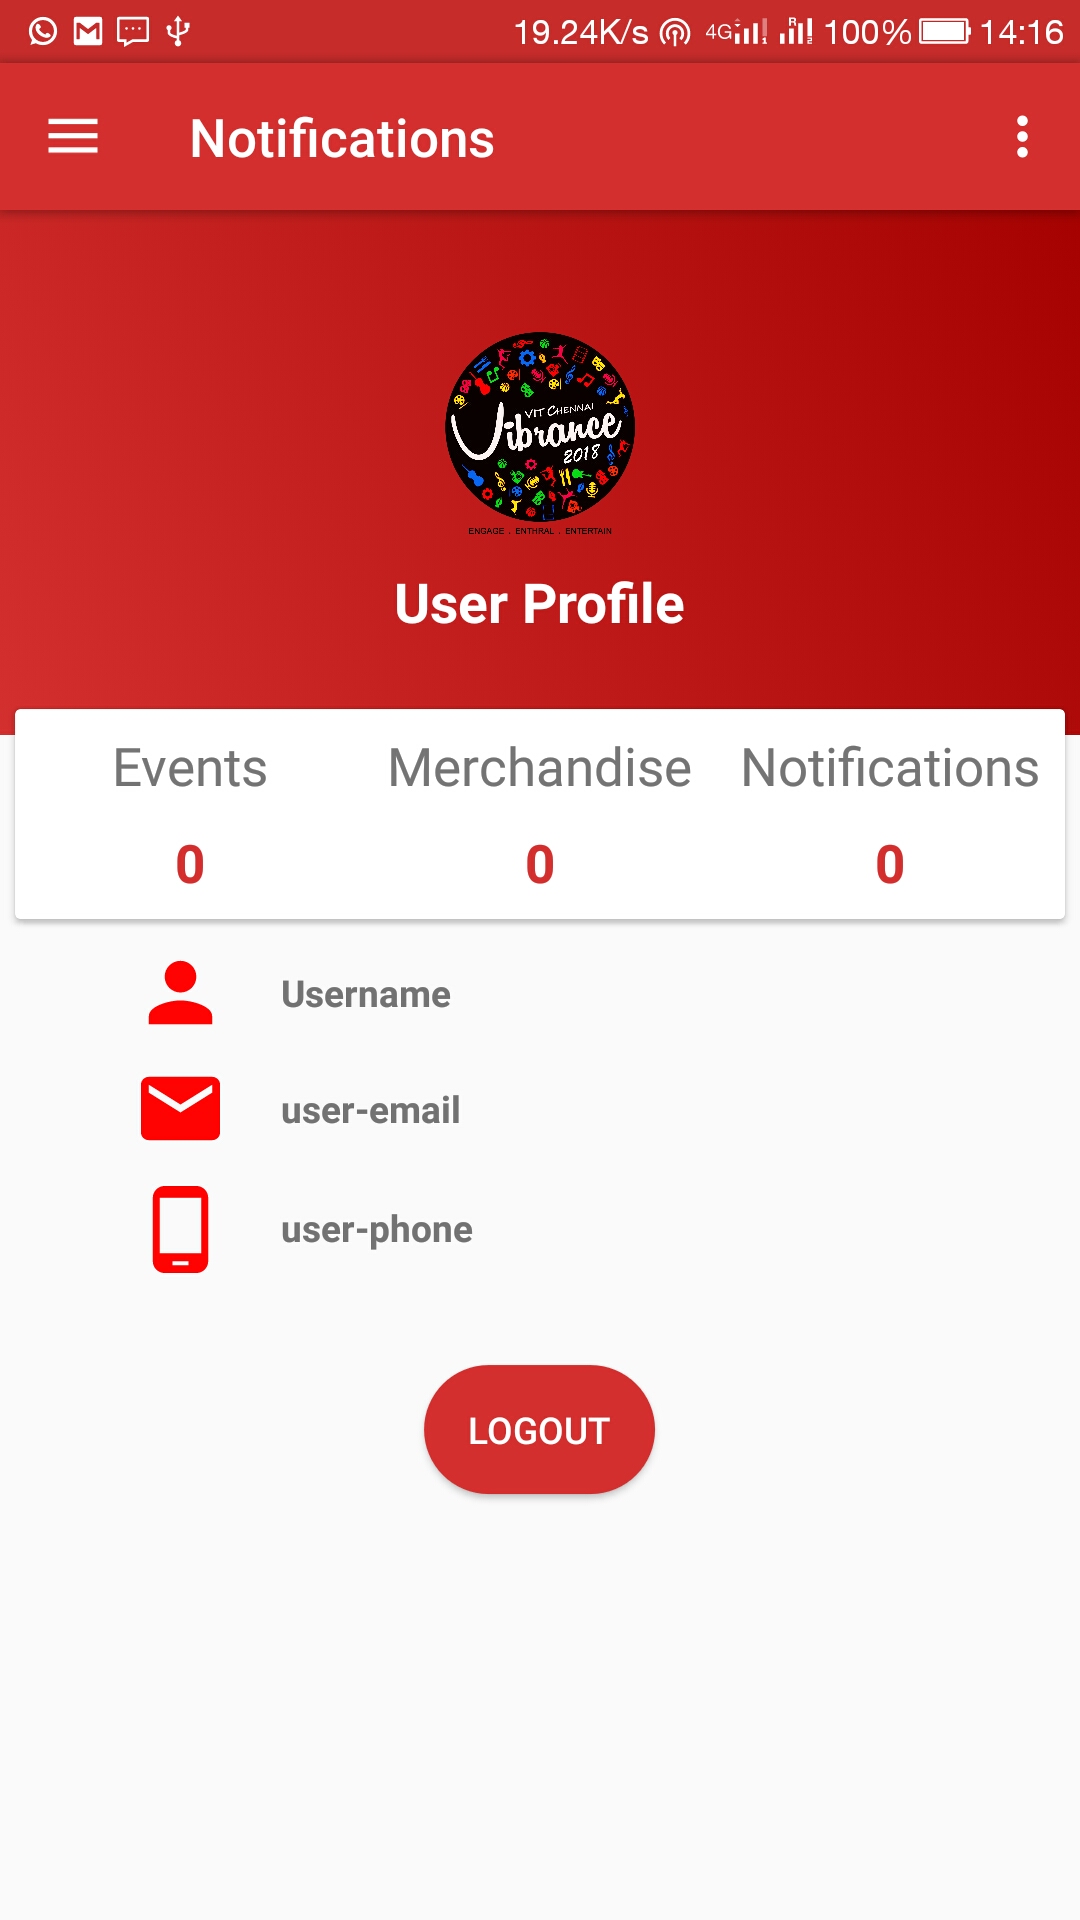 19.24K/s 4G R 100% 14:16
Notifications
VIT CHENNAI
Vibrance
2018
ENGAGE . ENTHRAL . ENTERTAIN
User Profile
Events Merchandise Notifications
0 0 0
Username
user-email
user-phone
LOGOUT